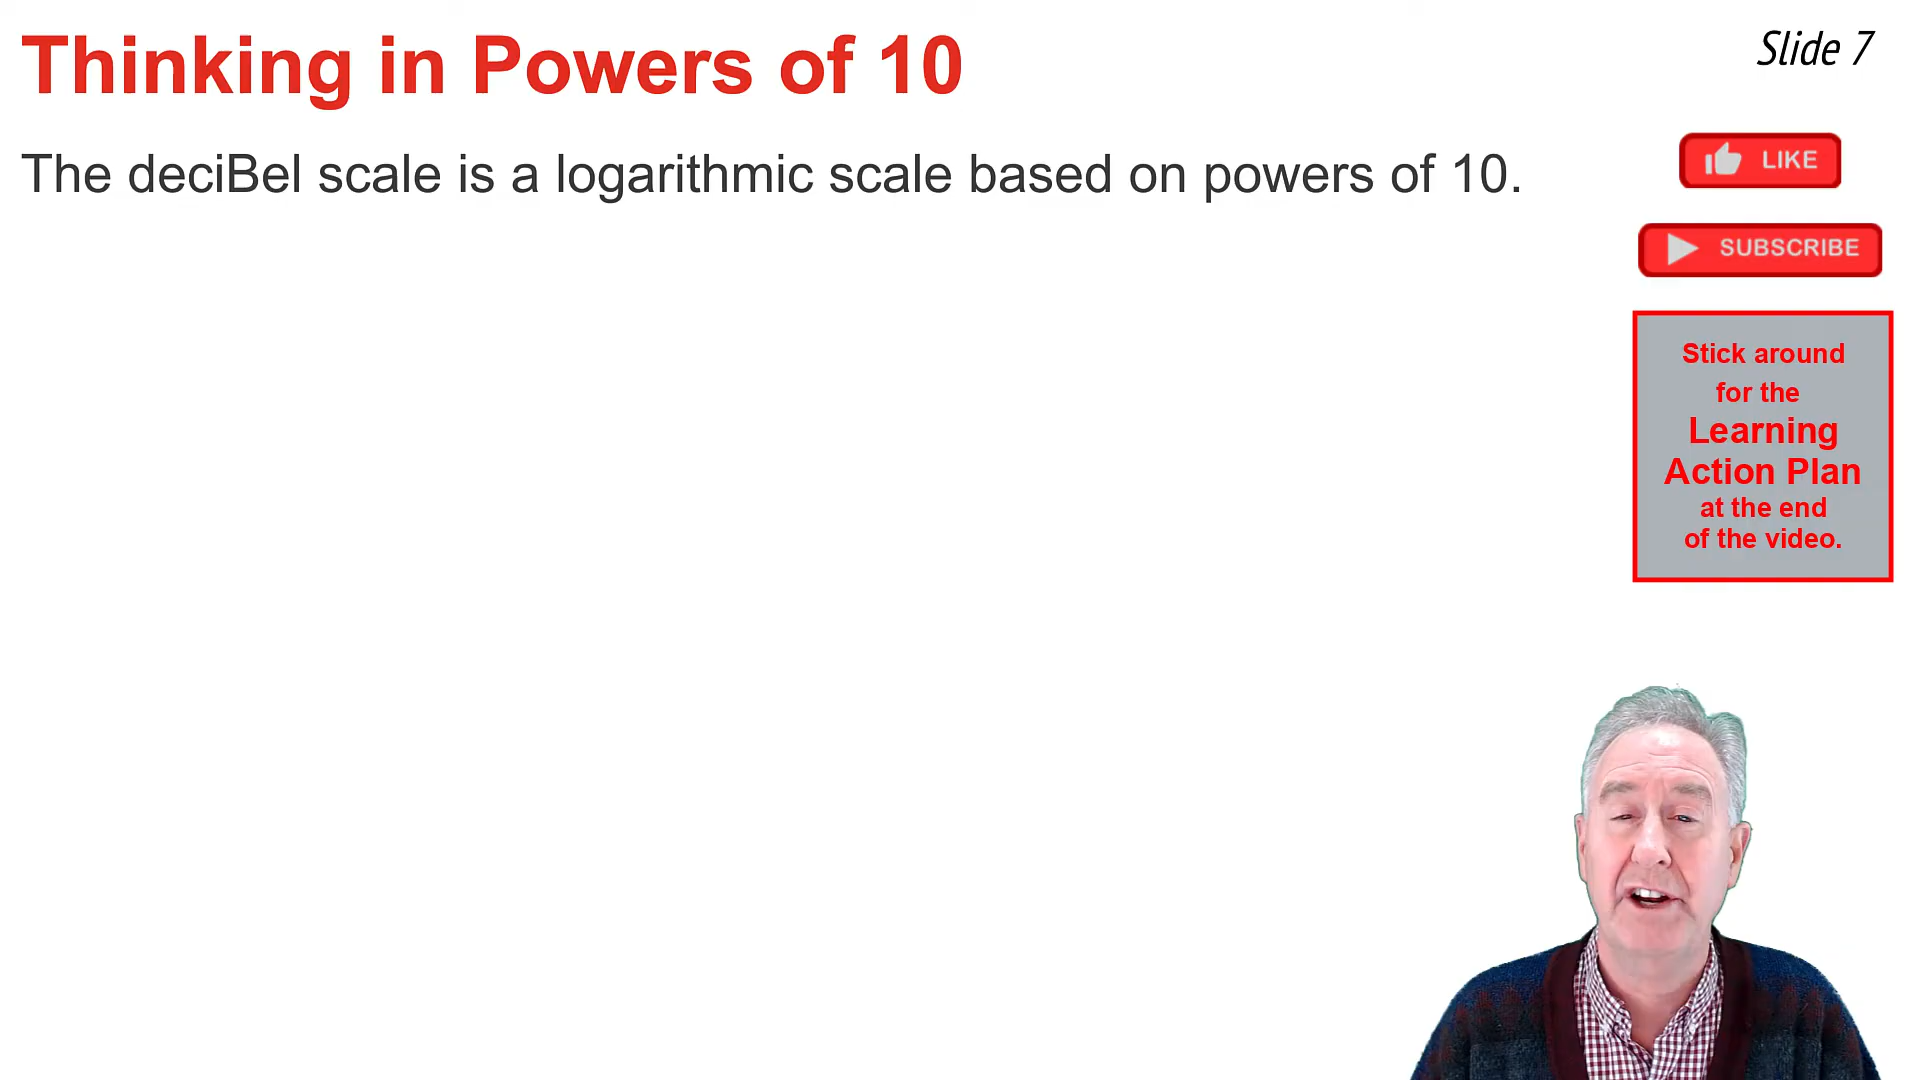 Thinking in Powers of 10
Slide 7
The deciBel scale is a logarithmic scale based on powers of 10.
LIKE
SUBSCRIBE
Stick around
for the
Learning
Action Plan
at the end
of the video.